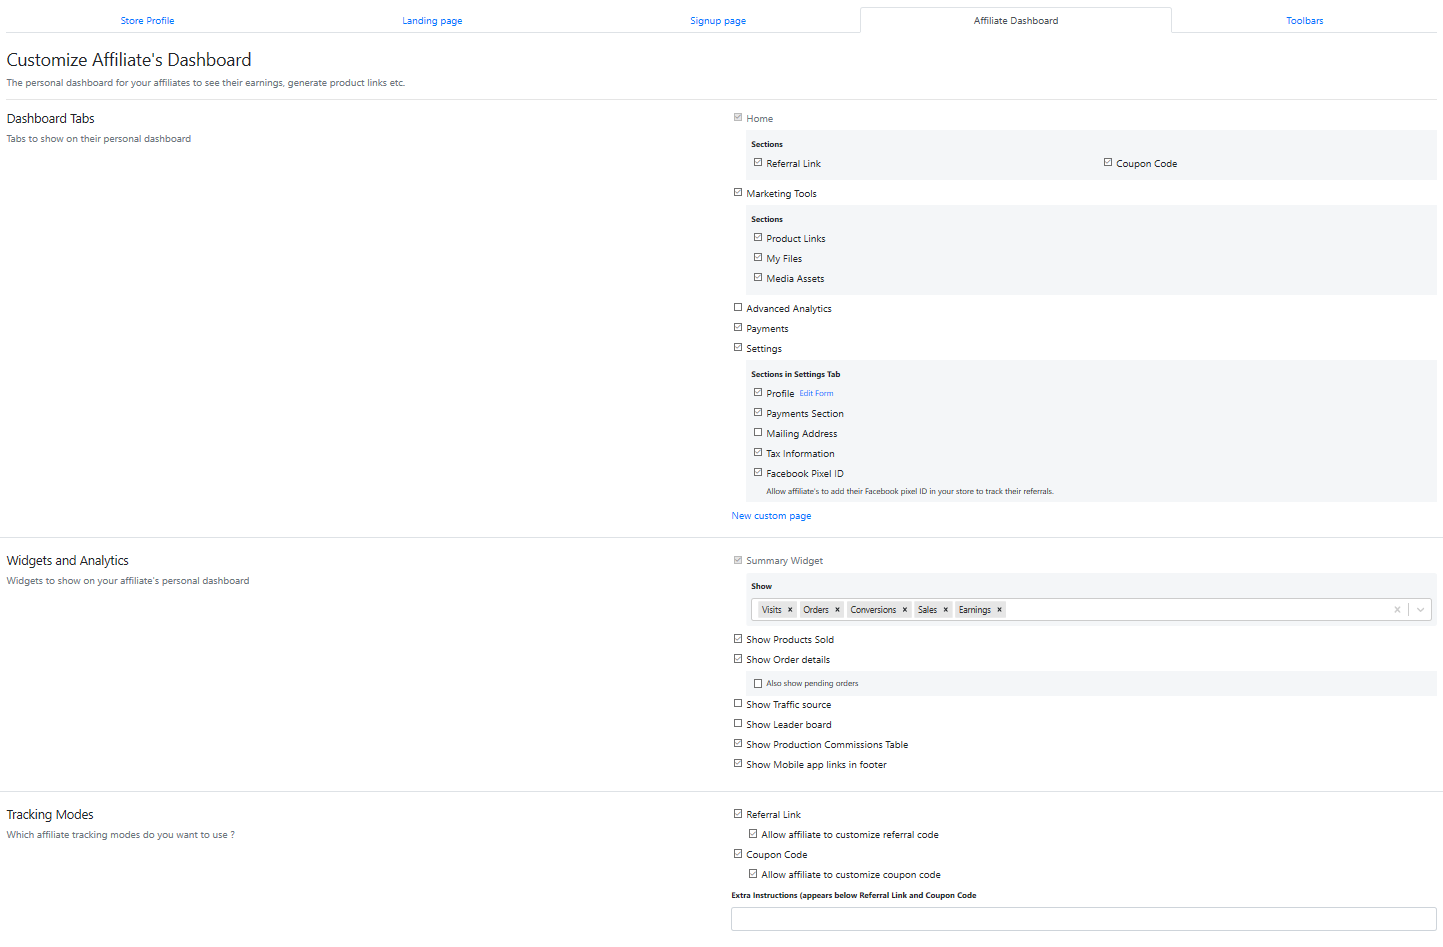 Store Profile
Landing page
Signup page
Affiliate Dashboard
Toolbars
Customize Affiliate's Dashboard
The personal dashboard for your affiliates to see their earnings, generate product links etc.
Dashboard Tabs
Tabs to show on their personal dashboard
Home
Sections
Referral Link
Coupon Code
Marketing Tools
Sections
Product Links
My Files
Media Assets
Advanced Analytics
Payments
Settings
Sections in Settings Tab
Profile Edit Form
Payments Section
Mailing Address
Tax Information
Facebook Pixel ID
Allow affiliate's to add their Facebook pixel ID in your store to track their referrals.
New custom page
Widgets and Analytics
Widgets to show on your affiliate's personal dashboard
Summary Widget
Show
Visits × Orders × Conversions × Sales × Earnings ×
Show Products Sold
Show Order details
Also show pending orders
Show Traffic source
Show Leader board
Show Production Commissions Table
Show Mobile app links in footer
Tracking Modes
Which affiliate tracking modes do you want to use ?
Referral Link
Allow affiliate to customize referral code
Coupon Code
Allow affiliate to customize coupon code
Extra Instructions (appears below Referral Link and Coupon Code